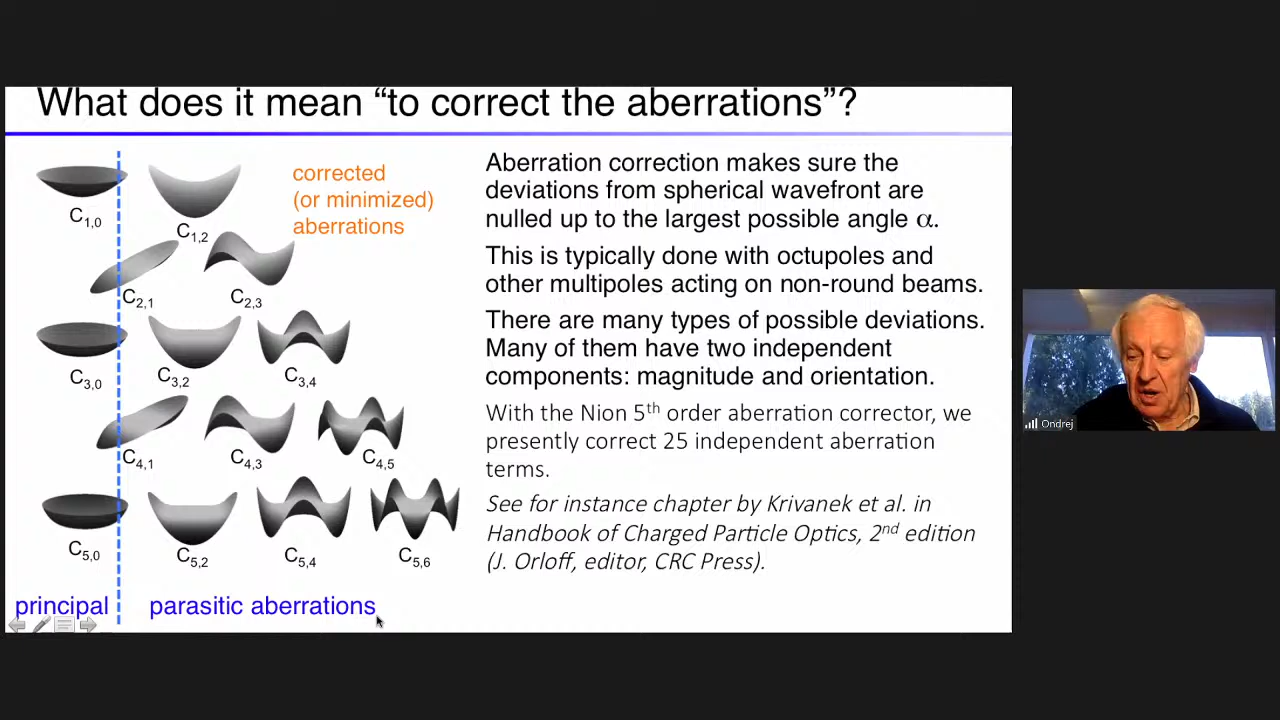 What does it mean “to correct the aberrations”?
corrected
(or minimized)
aberrations
C1,0
C1,2
C2,1
C2,3
C3,0
C3,2
C3,4
C4,1
C4,3
C4,5
C5,0
C5,2
C5,4
C5,6
principal
parasitic aberrations
Aberration correction makes sure the
deviations from spherical wavefront are
nulled up to the largest possible angle α.
This is typically done with octupoles and
other multipoles acting on non-round beams.
There are many types of possible deviations.
Many of them have two independent
components: magnitude and orientation.
With the Nion 5th order aberration corrector, we
presently correct 25 independent aberration
terms.
See for instance chapter by Krivanek et al. in
Handbook of Charged Particle Optics, 2nd edition
(J. Orloff, editor, CRC Press).
Ondrej